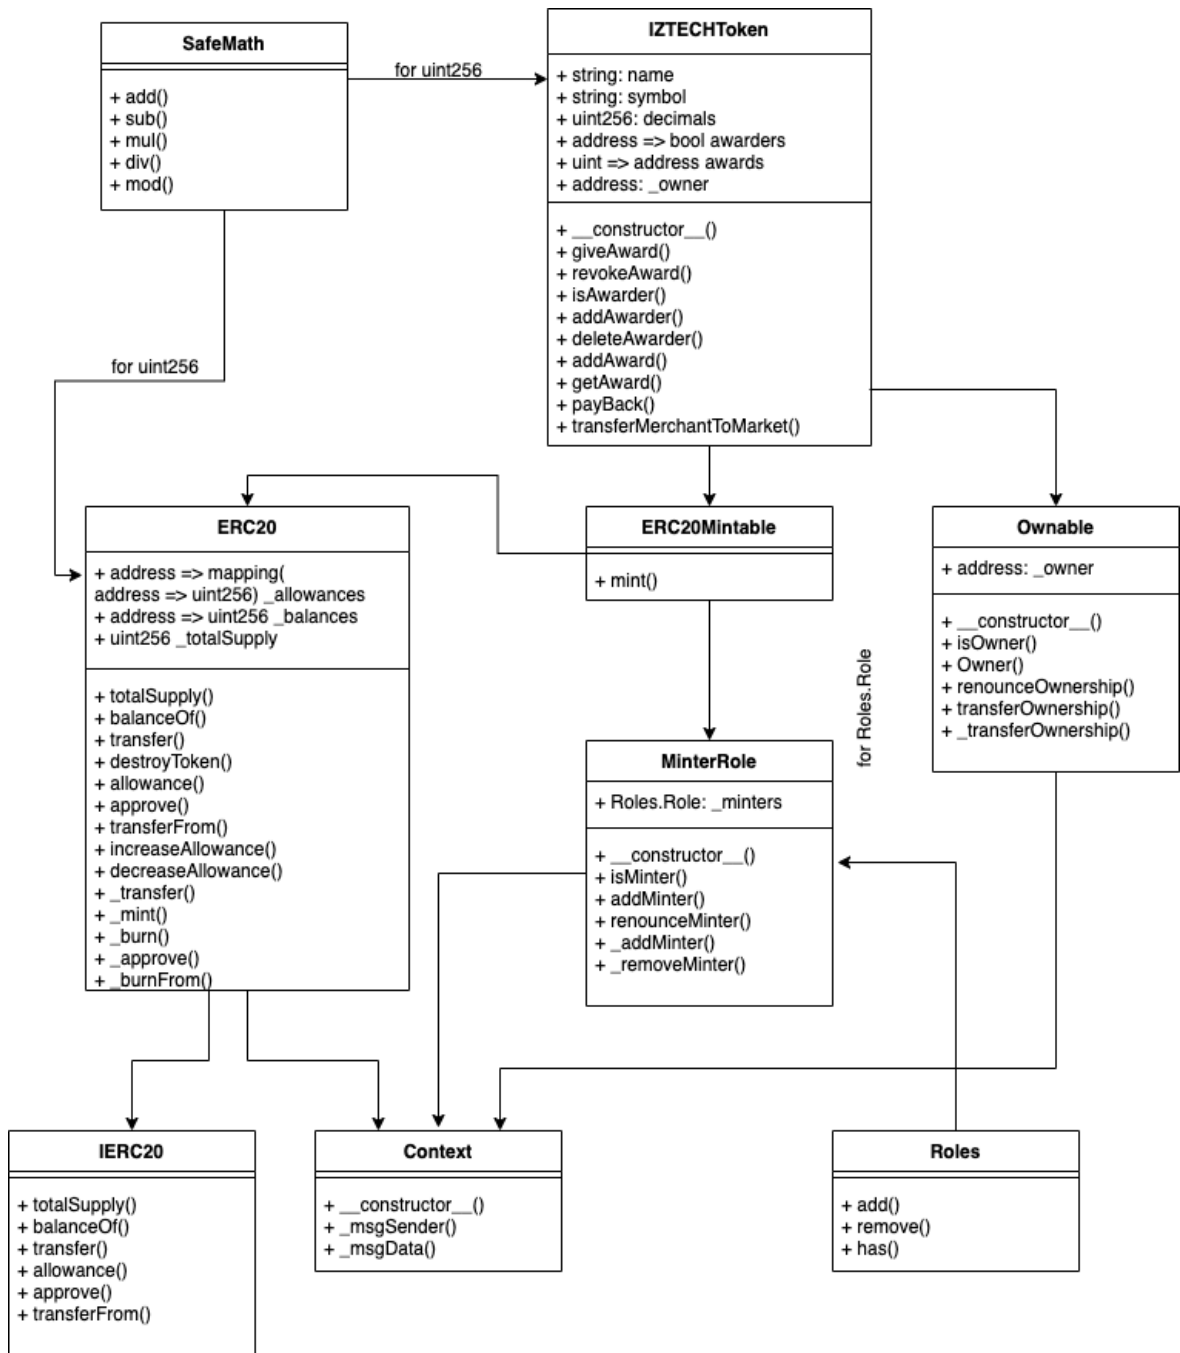 SafeMath
+ add()
+ sub()
+ mul()
+ div()
+ mod()
for uint256
IZTECHToken
+ string: name
+ string: symbol
+ uint256: decimals
+ address => bool awarders
+ uint => address awards
+ address: _owner
+ __constructor__()
+ giveAward()
+ revokeAward()
+ isAwarder()
+ addAwarder()
+ deleteAwarder()
+ addAward()
+ getAward()
+ payBack()
+ transferMerchantToMarket()
for uint256
ERC20
+ address => mapping(
address => uint256) _allowances
+ address => uint256 _balances
+ uint256 _totalSupply
+ totalSupply()
+ balanceOf()
+ transfer()
+ destroyToken()
+ allowance()
+ approve()
+ transferFrom()
+ increaseAllowance()
+ decreaseAllowance()
+ _transfer()
+ _mint()
+ _burn()
+ _approve()
+ _burnFrom()
ERC20Mintable
+ mint()
Ownable
+ address: _owner
+ __constructor__()
+ isOwner()
+ Owner()
+ renounceOwnership()
+ transferOwnership()
+ _transferOwnership()
for Roles.Role
MinterRole
+ Roles.Role: _minters
+ __constructor__()
+ isMinter()
+ addMinter()
+ renounceMinter()
+ _addMinter()
+ _removeMinter()
IERC20
+ totalSupply()
+ balanceOf()
+ transfer()
+ allowance()
+ approve()
+ transferFrom()
Context
+ __constructor__()
+ _msgSender()
+ _msgData()
Roles
+ add()
+ remove()
+ has()